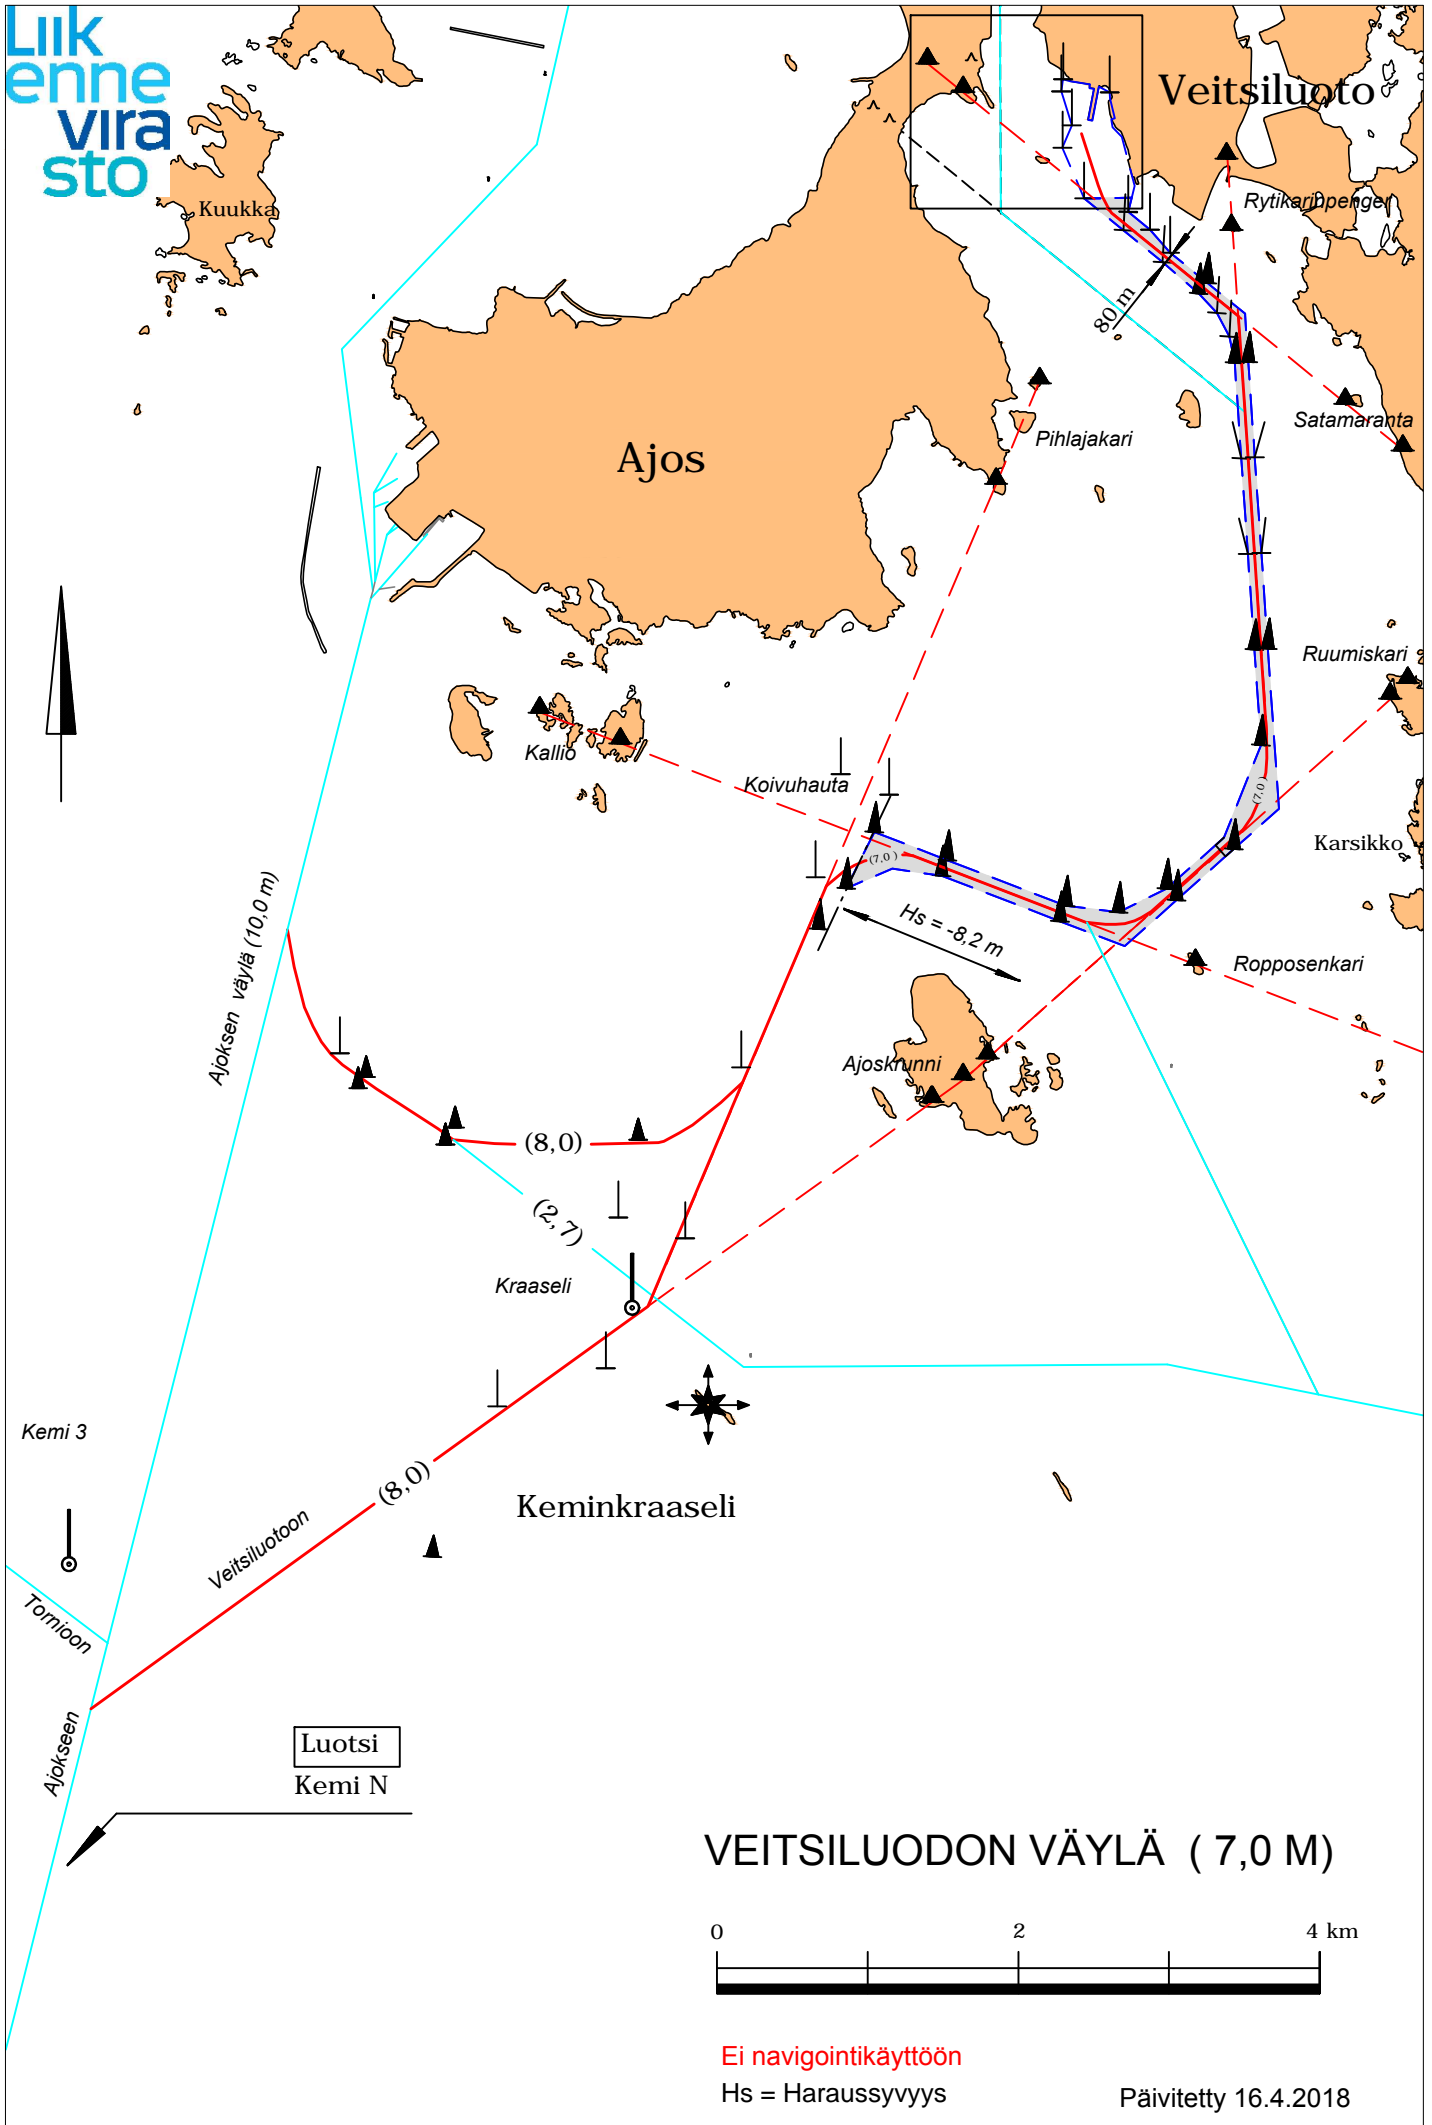 Liik
enne
vira
sto
Veitsiluoto
Kuukka
Rytikarinpenger
80 m
Satamaranta
Pihlajakari
Ajos
Ruumiskari
Kallio
Koivuhauta
(7,0)
Karsikko
(7,0)
Hs = -8,2 m
Ropposenkari
Ajoksen väylä (10,0 m)
Ajoskrunni
(8,0)
(2,7)
Kraaseli
Kemi 3
(8,0)
Keminkraaseli
Veitsiluotoon
Tornioon
Ajokseen
Luotsi
Kemi N
VEITSILUODON VÄYLÄ ( 7,0 M)
0 2 4 km
Ei navigointikäyttöön
Hs = Haraussyvyys
Päivitetty 16.4.2018